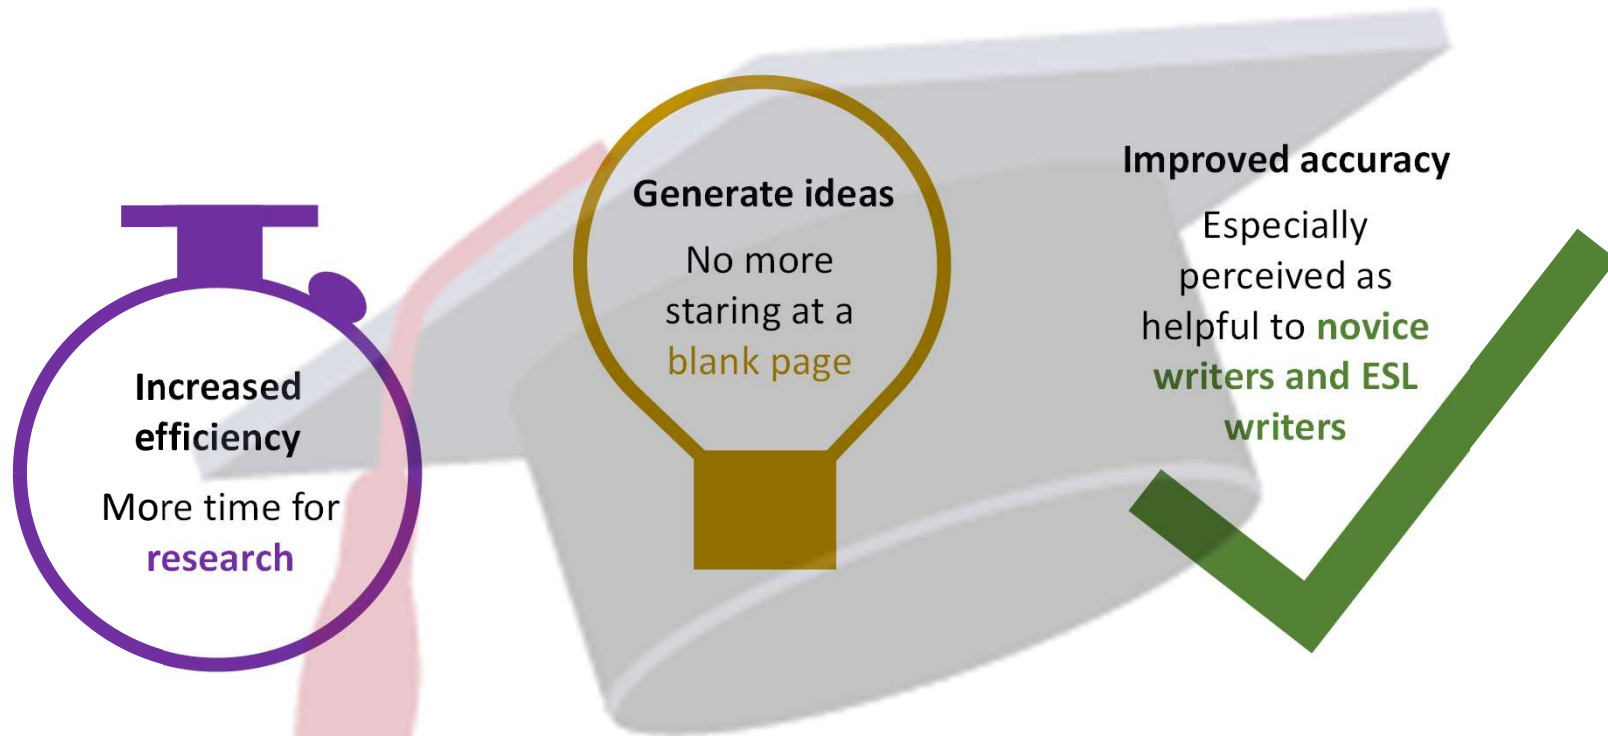 Increased
efficiency
More time for
research
Generate ideas
No more
staring at a
blank page
Improved accuracy
Especially
perceived as
helpful to novice
writers and ESL
writers